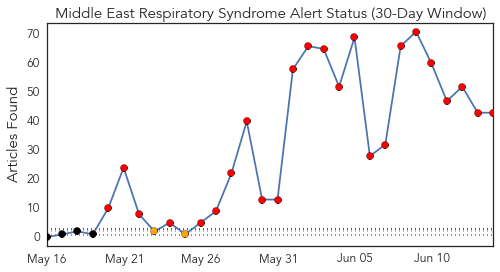 Middle East Respiratory Syndrome Alert Status (30-Day Window)
Articles Found
70
60
50
40
30
20
10
0
May 16 May 21 May 26 May 31 Jun 05 Jun 10